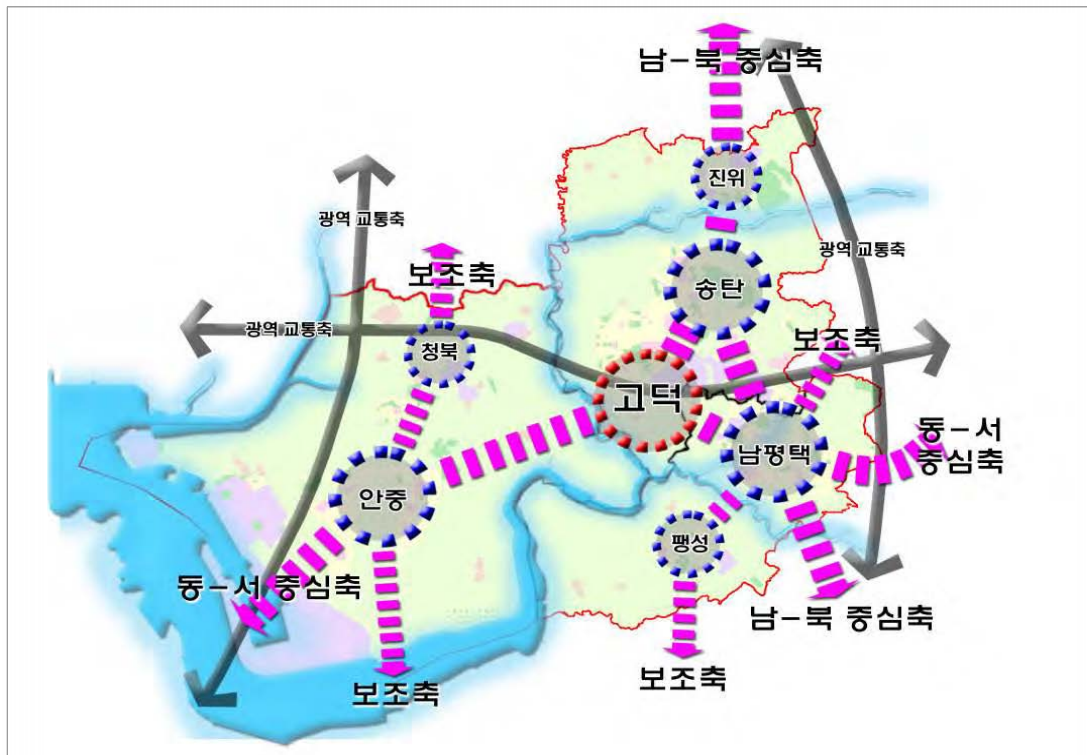 남-북 중심축
진위
광역 교통축
광역 교통축
보조축
송탄
광역 교통축
청북
보조축
고덕
동-서
중심축
남평택
안중
팽성
동-서 중심축
남-북 중심축
보조축
보조축